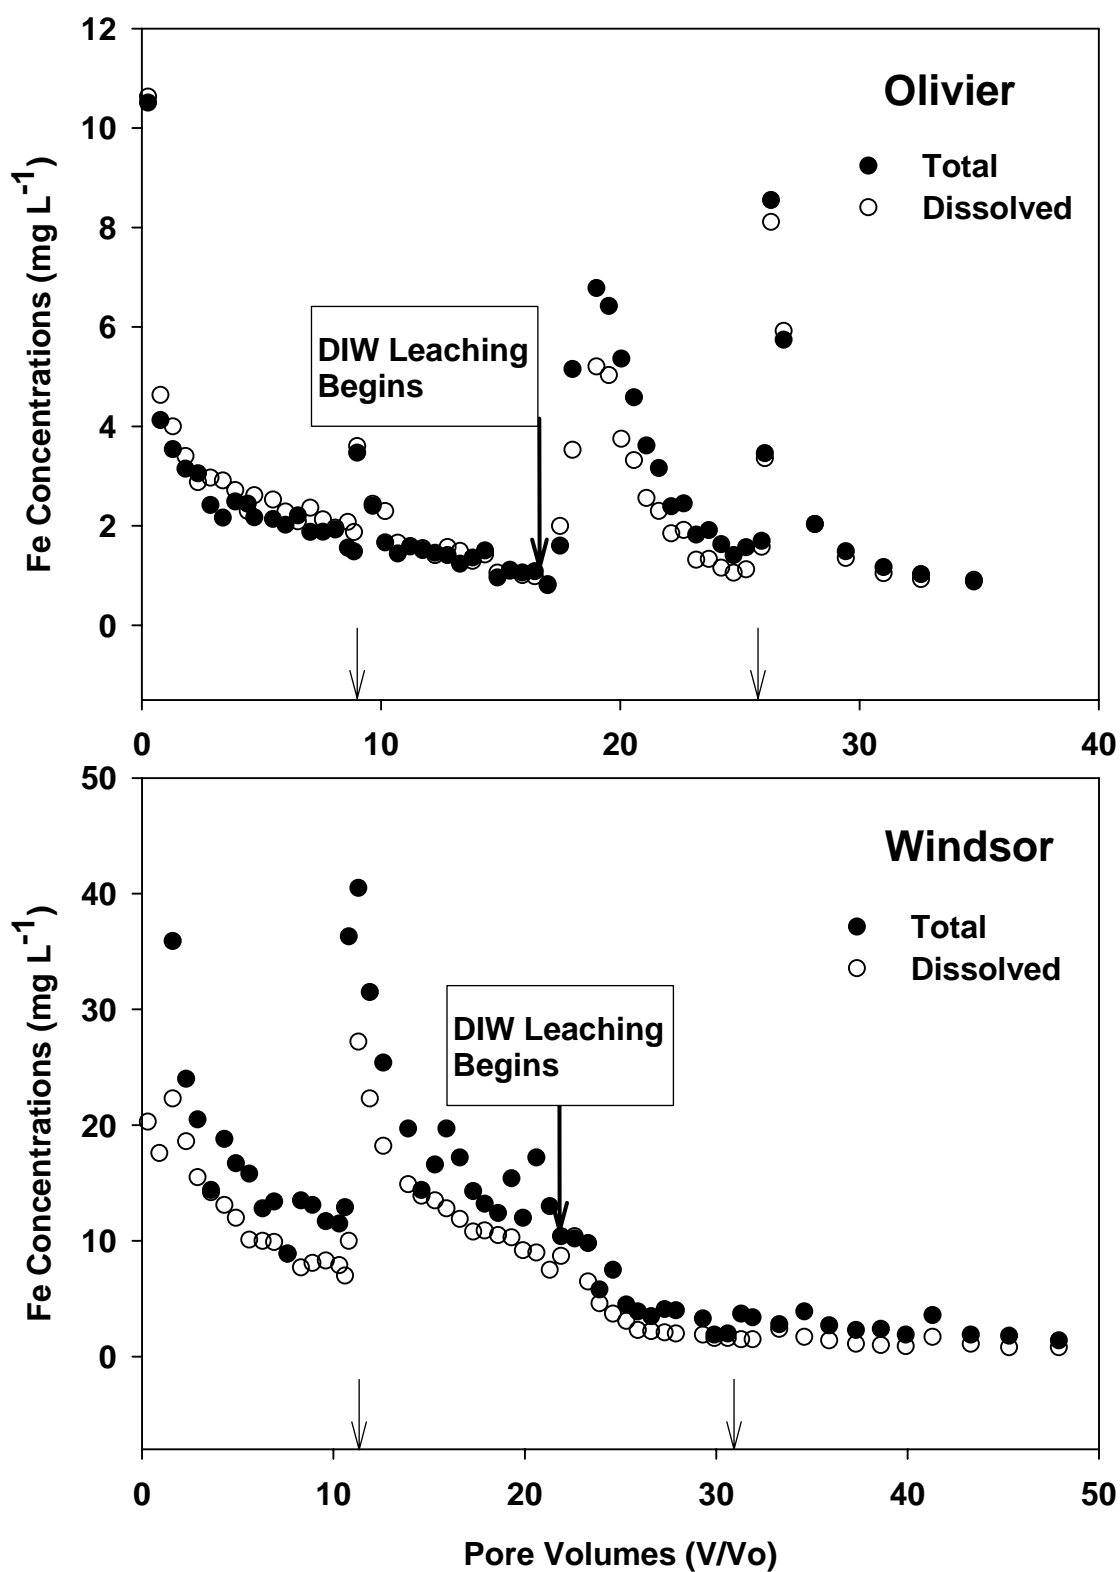 12
10
8
6
4
2
0
Fe Concentrations (mg L-1)
Olivier
Total
Dissolved
DIW Leaching
Begins
0 10 20 30 40
50
40
30
20
10
0
Fe Concentrations (mg L-1)
Windsor
Total
Dissolved
DIW Leaching
Begins
0 10 20 30 40 50
Pore Volumes (V/Vo)